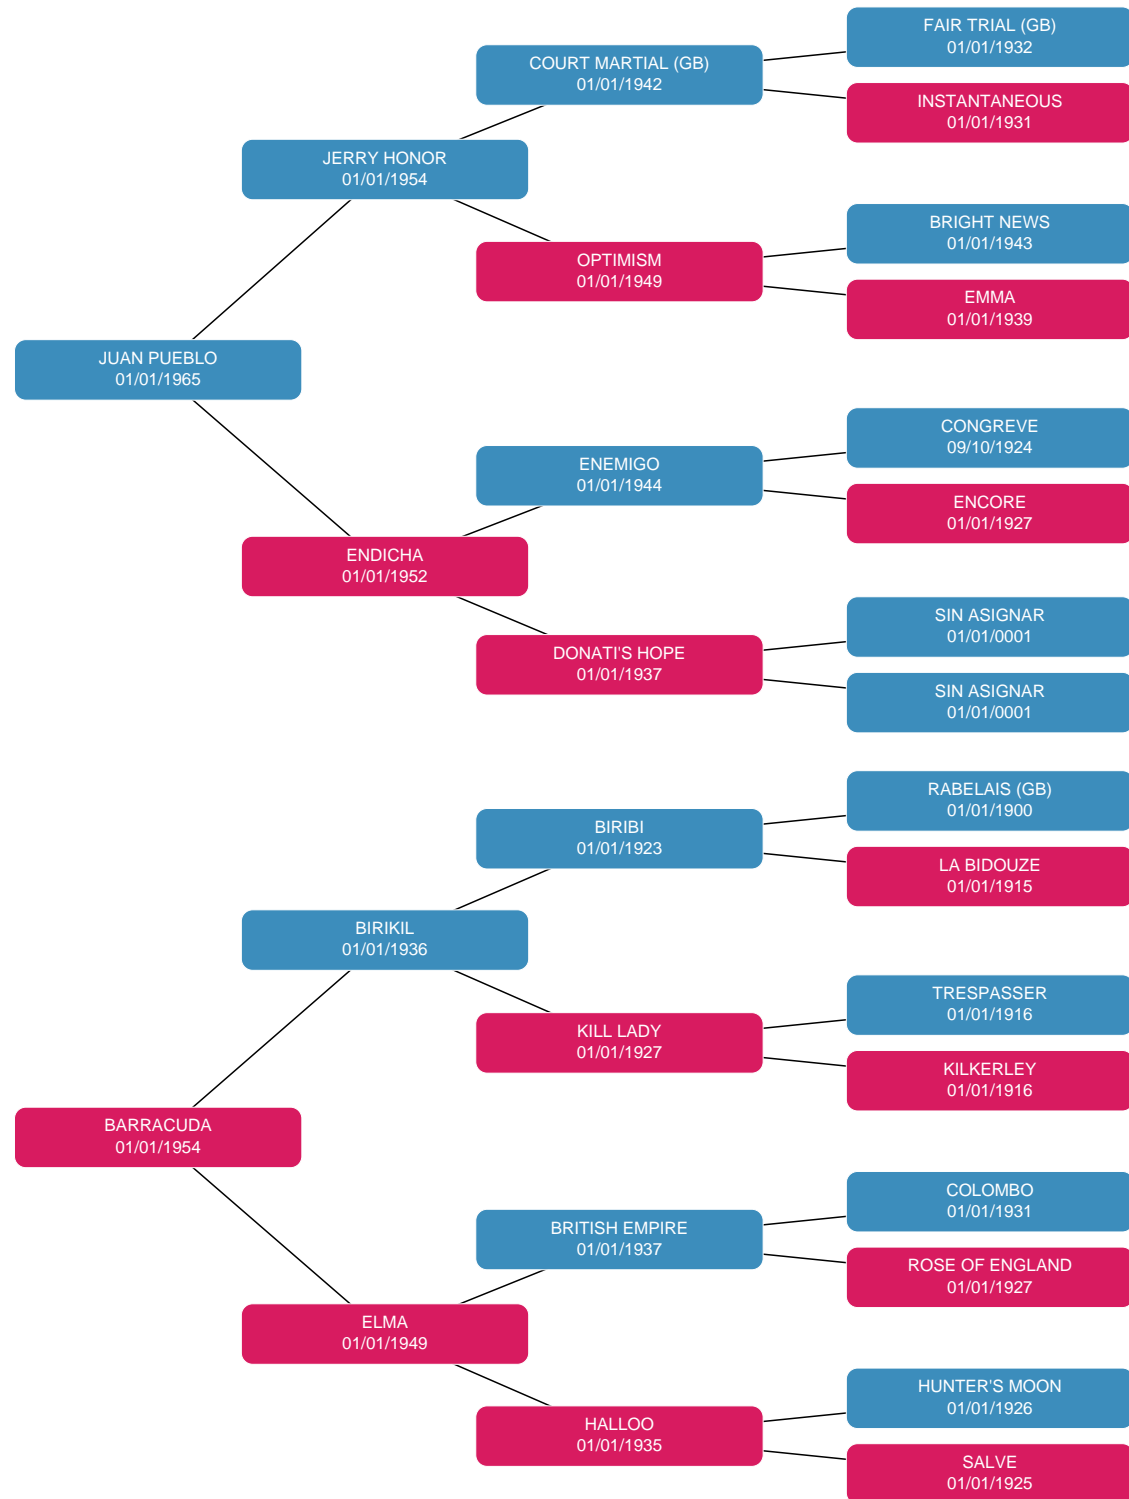 FAIR TRIAL (GB)
01/01/1932
COURT MARTIAL (GB)
01/01/1942
INSTANTANEOUS
01/01/1931
JERRY HONOR
01/01/1954
BRIGHT NEWS
01/01/1943
OPTIMISM
01/01/1949
EMMA
01/01/1939
JUAN PUEBLO
01/01/1965
CONGREVE
09/10/1924
ENEMIGO
01/01/1944
ENCORE
01/01/1927
ENDICHA
01/01/1952
SIN ASIGNAR
01/01/0001
DONATI'S HOPE
01/01/1937
SIN ASIGNAR
01/01/0001
RABELAIS (GB)
01/01/1900
BIRIBI
01/01/1923
LA BIDOUZE
01/01/1915
BIRIKIL
01/01/1936
TRESPASSER
01/01/1916
KILL LADY
01/01/1927
KILKERLEY
01/01/1916
BARRACUDA
01/01/1954
COLOMBO
01/01/1931
BRITISH EMPIRE
01/01/1937
ROSE OF ENGLAND
01/01/1927
ELMA
01/01/1949
HUNTER'S MOON
01/01/1926
HALLOO
01/01/1935
SALVE
01/01/1925